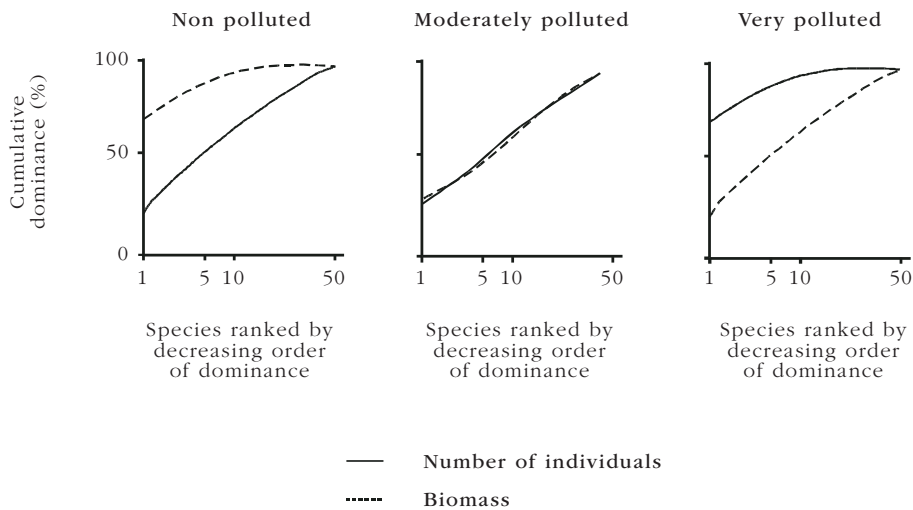 Non polluted
Moderately polluted
Very polluted
Cumulative
dominance (%)
100
50
0
1 5 10 50
1 5 10 50
1 5 10 50
Species ranked by
decreasing order
of dominance
Species ranked by
decreasing order
of dominance
Species ranked by
decreasing order
of dominance
Number of individuals
Biomass